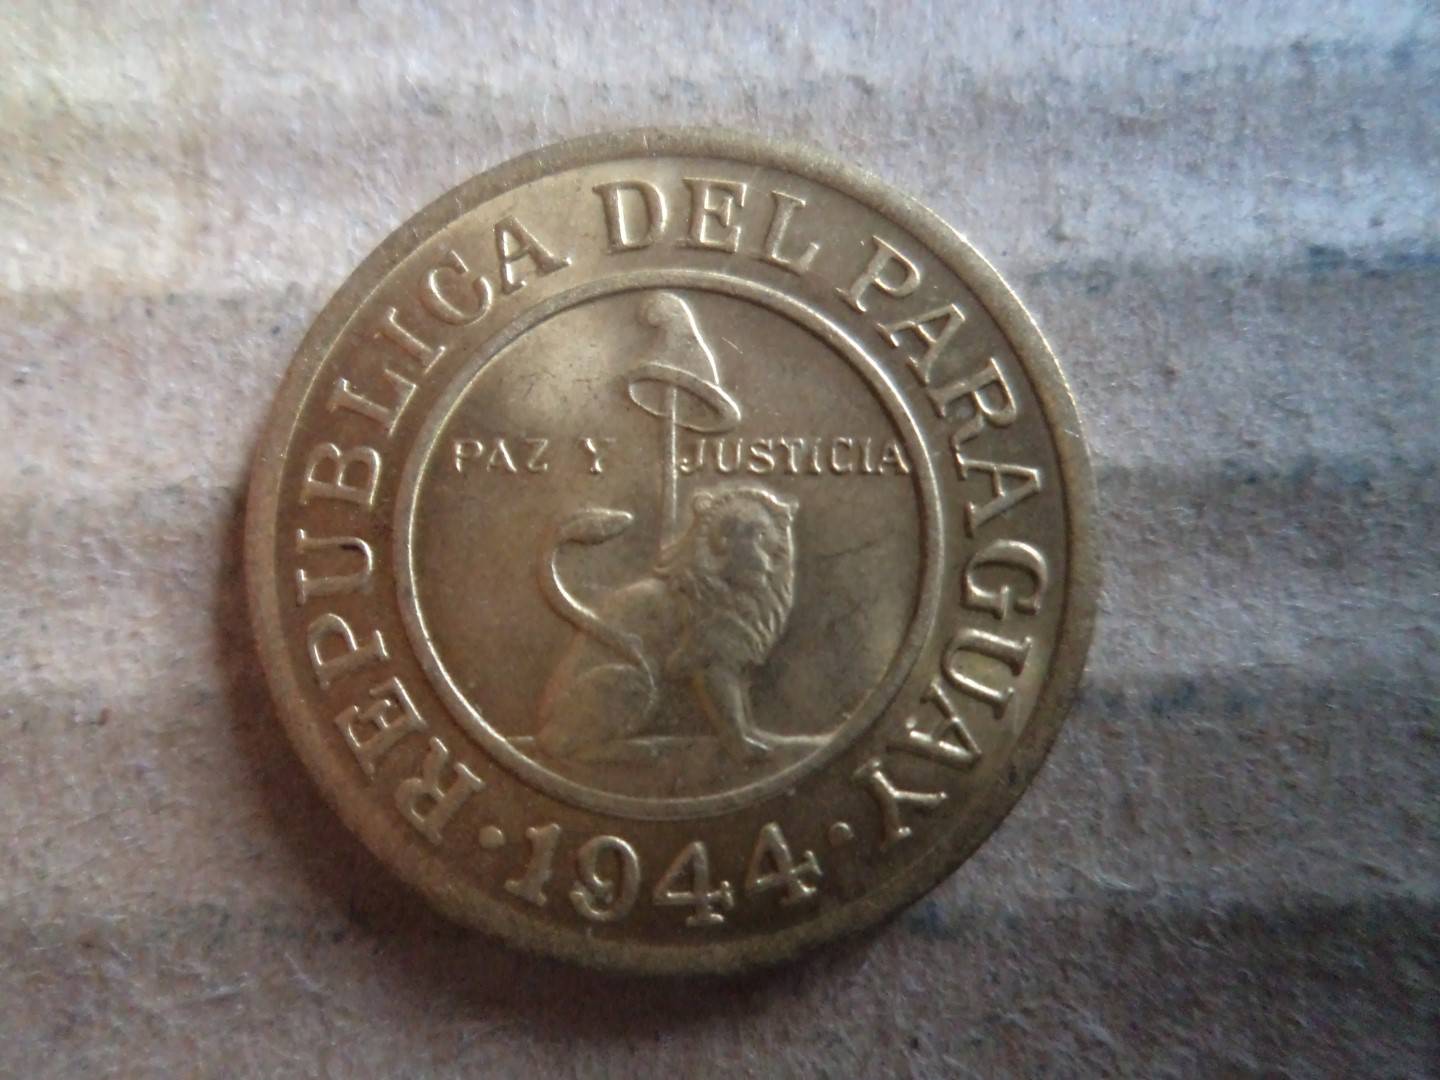 REPUBLICA DEL PARAGUAY
PAZ Y JUSTICIA
· 1944 ·